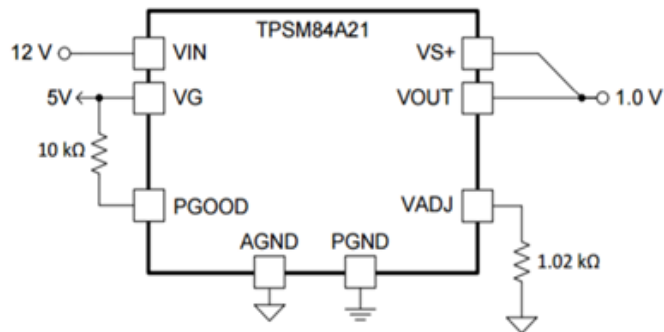 TPSM84A21
12 V
VIN
VS+
5V
VG
VOUT
1.0 V
10 kΩ
PGOOD
VADJ
AGND
PGND
1.02 kΩ